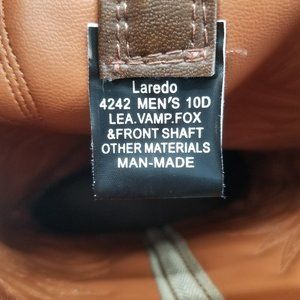 Laredo
4242 MEN'S 10D
LEA.VAMP.FOX
&FRONT SHAFT
OTHER MATERIALS
MAN-MADE